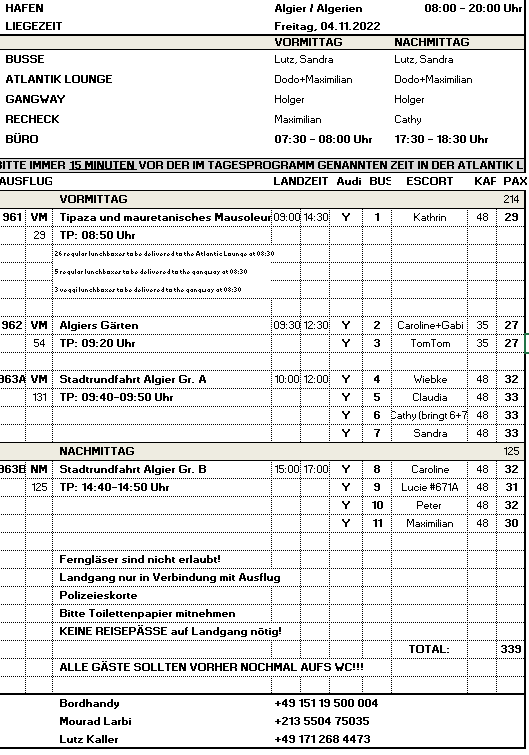 HAFEN Algier / Algerien 08:00 - 20:00 Uhr
LIEGEZEIT Freitag, 04.11.2022
VORMITTAG NACHMITTAG
BUSSE Lutz, Sandra Lutz, Sandra
ATLANTIK LOUNGE Dodo+Maximilian Dodo+Maximilian
GANGWAY Holger Holger
RECHECK Maximilian Cathy
BÜRO 07:30 - 08:00 Uhr 17:30 - 18:30 Uhr
BITTE IMMER 15 MINUTEN VOR DER IM TAGESPROGRAMM GENANNTEN ZEIT IN DER ATLANTIK L
AUSFLUG LANDZEIT Audi BUS ESCORT KAP PAX
VORMITTAG 214
961 VM Tipaza und mauretanisches Mausoleum 09:00 14:30 Y 1 Kathrin 48 29
29 TP: 08:50 Uhr
26 regular lunchboxes to be delivered to the Atlantic Lounge at 08:30
5 regular lunchboxes to be delivered to the gangway at 08:30
3 veggi lunchboxes to be delivered to the gangway at 08:30
962 VM Algiers Gärten 09:30 12:30 Y 2 Caroline+Gabi 35 27
54 TP: 09:20 Uhr Y 3 TomTom 35 27
963A VM Stadtrundfahrt Algier Gr. A 10:00 12:00 Y 4 Wiebke 48 32
131 TP: 09:40-09:50 Uhr Y 5 Claudia 48 33
Y 6 Cathy (bringt 6+7 48 33
Y 7 Sandra 48 33
NACHMITTAG 125
963B NM Stadtrundfahrt Algier Gr. B 15:00 17:00 Y 8 Caroline 48 32
125 TP: 14:40-14:50 Uhr Y 9 Lucie #671A 48 31
Y 10 Peter 48 32
Y 11 Maximilian 48 30
Ferngläser sind nicht erlaubt!
Landgang nur in Verbindung mit Ausflug
Polizeieskorte
Bitte Toilettenpapier mitnehmen
KEINE REISEPÄSSE auf Landgang nötig!
TOTAL: 339
ALLE GÄSTE SOLLTEN VORHER NOCHMAL AUFS WC!!!
Bordhandy +49 151 19 500 004
Mourad Larbi +213 5504 75035
Lutz Kaller +49 171 268 4473